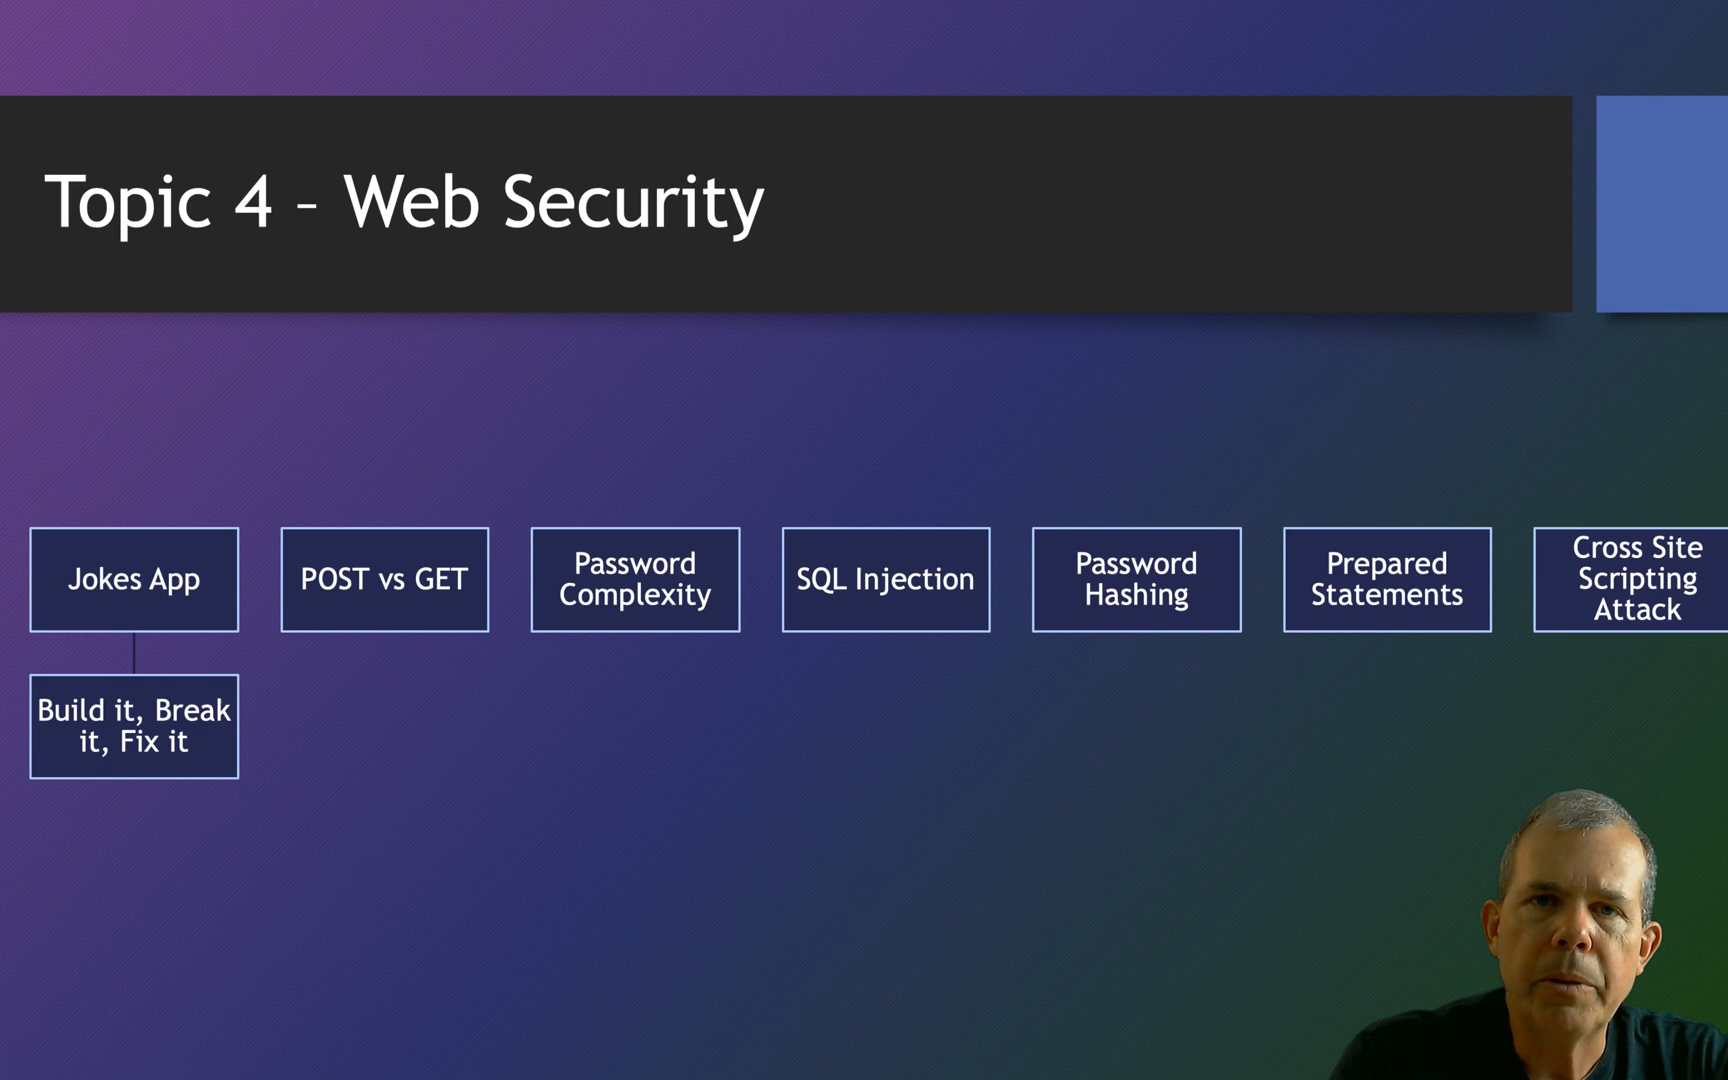 Topic 4 – Web Security
Jokes App
POST vs GET
Password
Complexity
SQL Injection
Password
Hashing
Prepared
Statements
Cross Site
Scripting
Attack
Build it, Break
it, Fix it